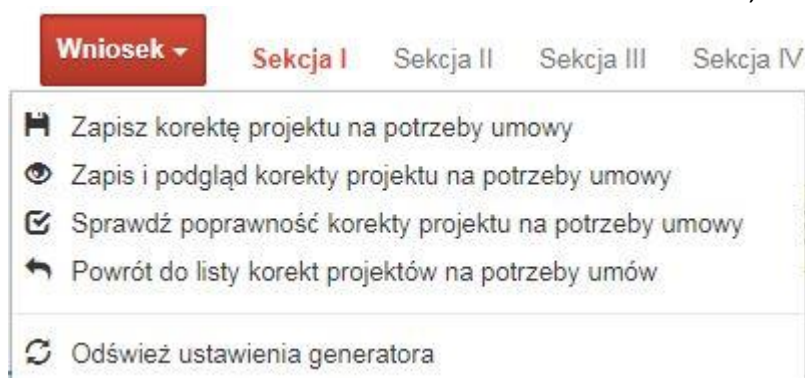 Wniosek
Sekcja I Sekcja II Sekcja III Sekcja IV
Zapisz korektę projektu na potrzeby umowy
Zapis i podgląd korekty projektu na potrzeby umowy
Sprawdź poprawność korekty projektu na potrzeby umowy
Powrót do listy korekt projektów na potrzeby umów
Odśwież ustawienia generatora